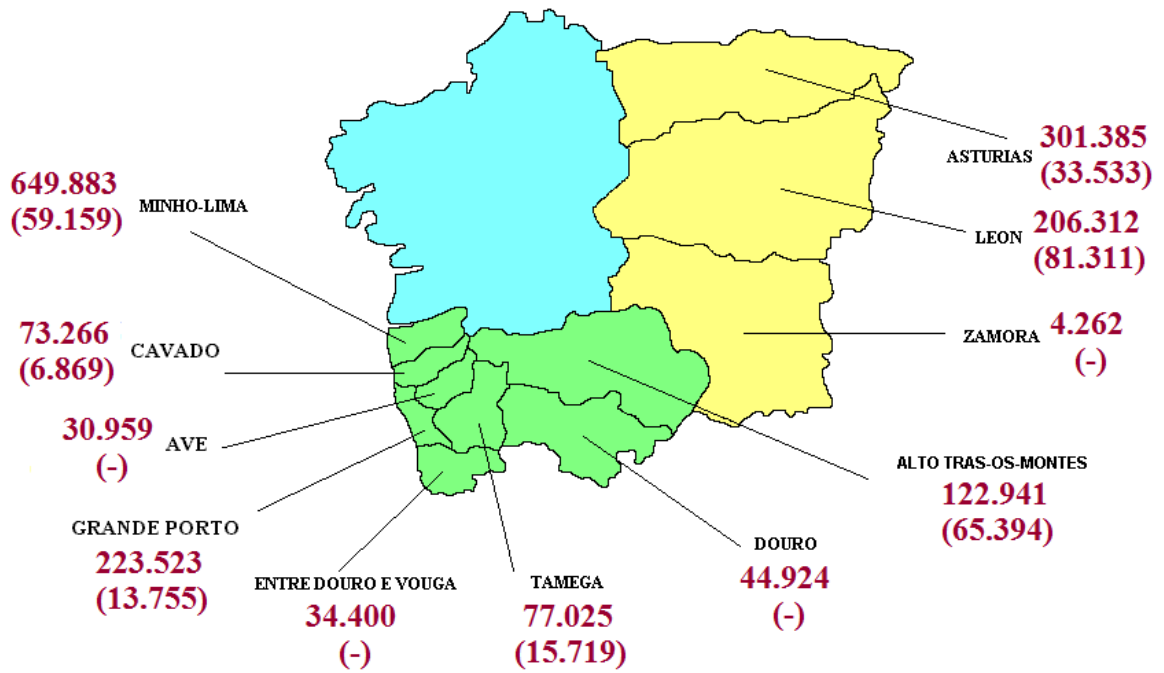 ASTURIAS
301.385
(33.533)
649.883
(59.159)
MINHO-LIMA
LEON
206.312
(81.311)
ZAMORA
4.262
(-)
73.266
(6.869)
CAVADO
30.959
(-)
AVE
ALTO TRAS-OS-MONTES
122.941
(65.394)
GRANDE PORTO
223.523
(13.755)
ENTRE DOURO E VOUGA
34.400
(-)
TAMEGA
77.025
(15.719)
DOURO
44.924
(-)